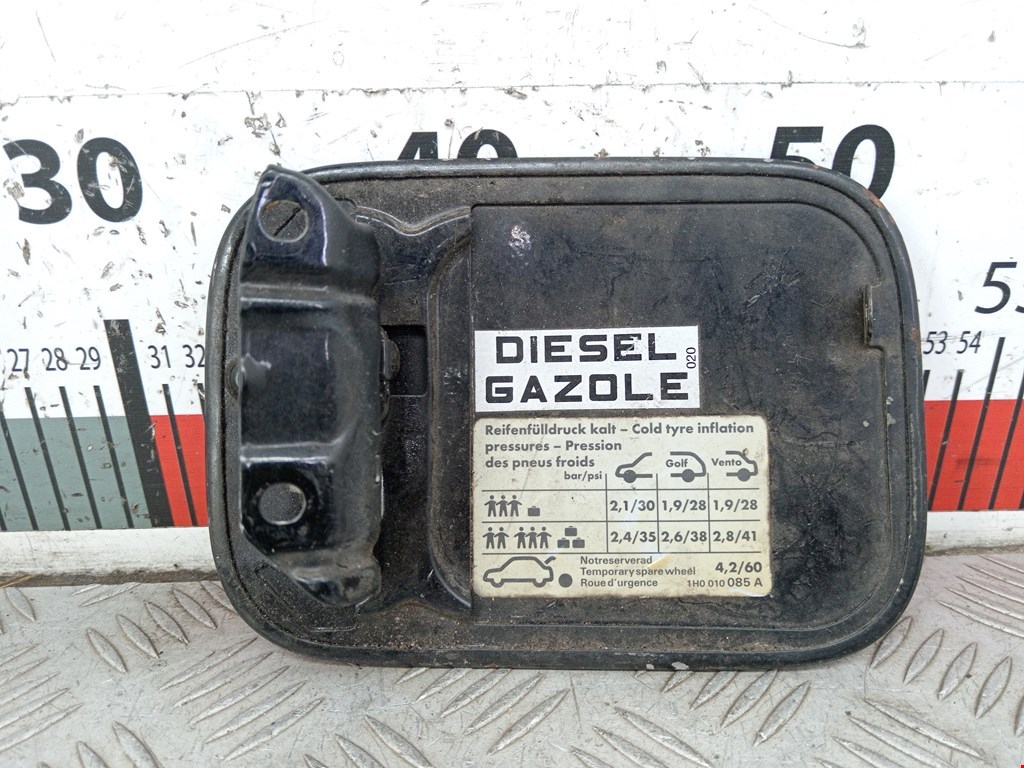 30 40 50
27 28 29 31 32
53 54
DIESEL
GAZOLE
020
Reifenfülldruck kalt – Cold tyre inflation
pressures – Pression
des pneus froids
bar/psi Golf Vento
2,1/30 1,9/28 1,9/28
2,4/35 2,6/38 2,8/41
Notreserverad
Temporary spare wheel 4,2/60
Roue d'urgence 1H0 010 085 A